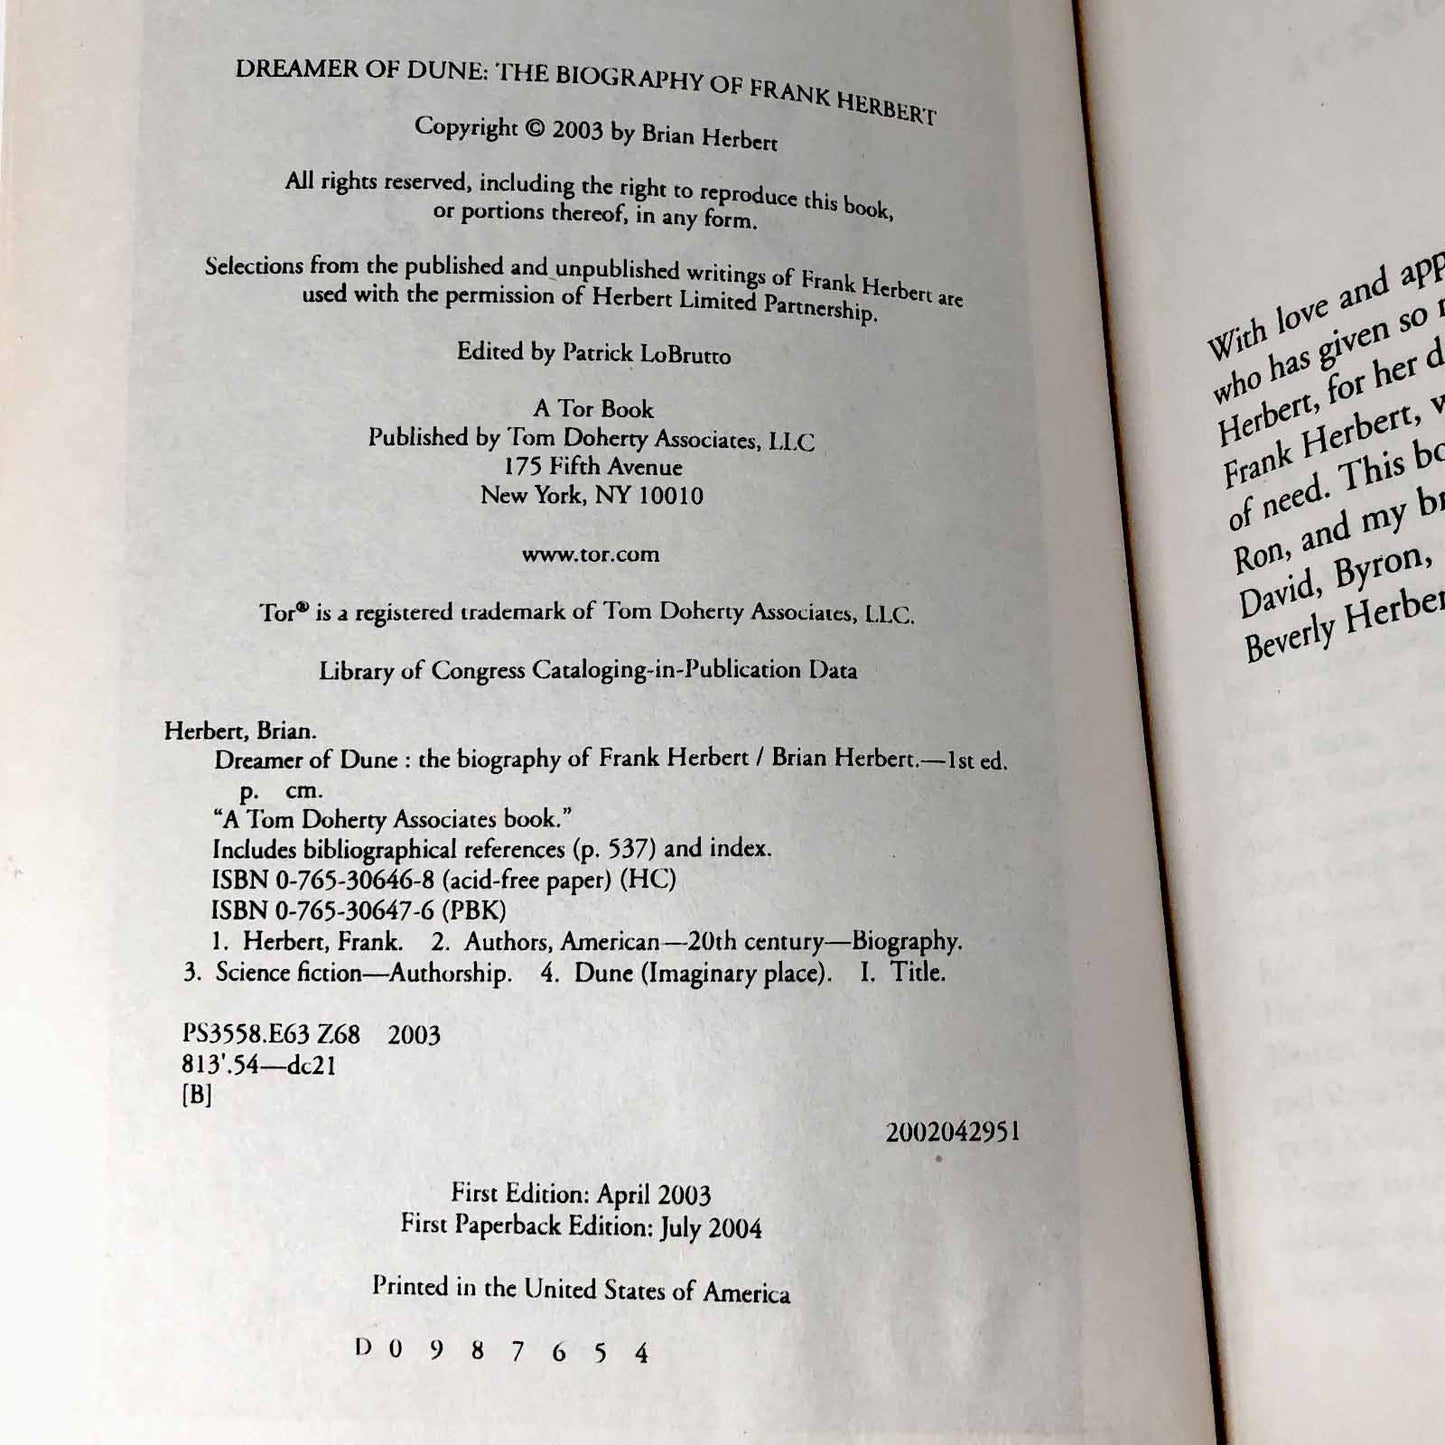 DREAMER OF DUNE: THE BIOGRAPHY OF FRANK HERBERT
Copyright © 2003 by Brian Herbert
All rights reserved, including the right to reproduce this book,
or portions thereof, in any form.
Selections from the published and unpublished writings of Frank Herbert are
used with the permission of Herbert Limited Partnership.
Edited by Patrick LoBrutto
A Tor Book
Published by Tom Doherty Associates, LLC
175 Fifth Avenue
New York, NY 10010
www.tor.com
Tor® is a registered trademark of Tom Doherty Associates, LLC.
Library of Congress Cataloging-in-Publication Data
Herbert, Brian.
Dreamer of Dune : the biography of Frank Herbert / Brian Herbert.—1st ed.
p. cm.
“A Tom Doherty Associates book.”
Includes bibliographical references (p. 537) and index.
ISBN 0-765-30646-8 (acid-free paper) (HC)
ISBN 0-765-30647-6 (PBK)
1. Herbert, Frank. 2. Authors, American—20th century—Biography.
3. Science fiction—Authorship. 4. Dune (Imaginary place). I. Title.
PS3558.E63 Z68 2003
813'.54—dc21
[B]
2002042951
First Edition: April 2003
First Paperback Edition: July 2004
Printed in the United States of America
D 0 9 8 7 6 5 4
With love and
who has given so
Herbert, for her
Frank Herbert,
of need. This
Ron, and my
David, Byron,
Beverly